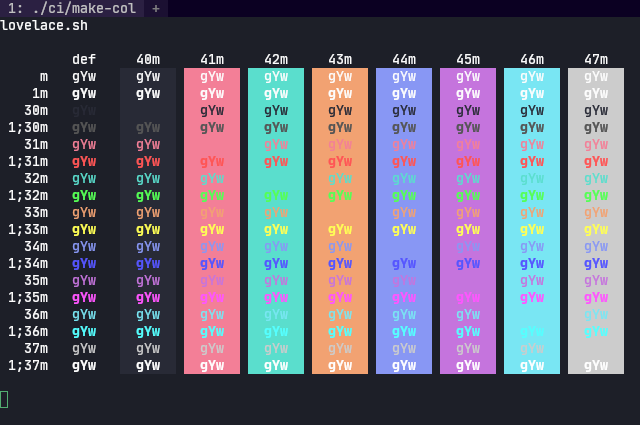 1: ./ci/make-col +
lovelace.sh
def 40m 41m 42m 43m 44m 45m 46m 47m
m gYw gYw gYw gYw gYw gYw gYw gYw gYw
1m gYw gYw gYw gYw gYw gYw gYw gYw gYw
30m gYw gYw gYw gYw gYw gYw gYw gYw
1;30m gYw gYw gYw gYw gYw gYw gYw gYw gYw
31m gYw gYw gYw gYw gYw gYw gYw gYw
1;31m gYw gYw gYw gYw gYw gYw gYw gYw gYw
32m gYw gYw gYw gYw gYw gYw gYw gYw
1;32m gYw gYw gYw gYw gYw gYw gYw gYw gYw
33m gYw gYw gYw gYw gYw gYw gYw gYw
1;33m gYw gYw gYw gYw gYw gYw gYw gYw gYw
34m gYw gYw gYw gYw gYw gYw gYw gYw
1;34m gYw gYw gYw gYw gYw gYw gYw gYw gYw
35m gYw gYw gYw gYw gYw gYw gYw gYw
1;35m gYw gYw gYw gYw gYw gYw gYw gYw gYw
36m gYw gYw gYw gYw gYw gYw gYw gYw
1;36m gYw gYw gYw gYw gYw gYw gYw gYw gYw
37m gYw gYw gYw gYw gYw gYw gYw gYw
1;37m gYw gYw gYw gYw gYw gYw gYw gYw gYw